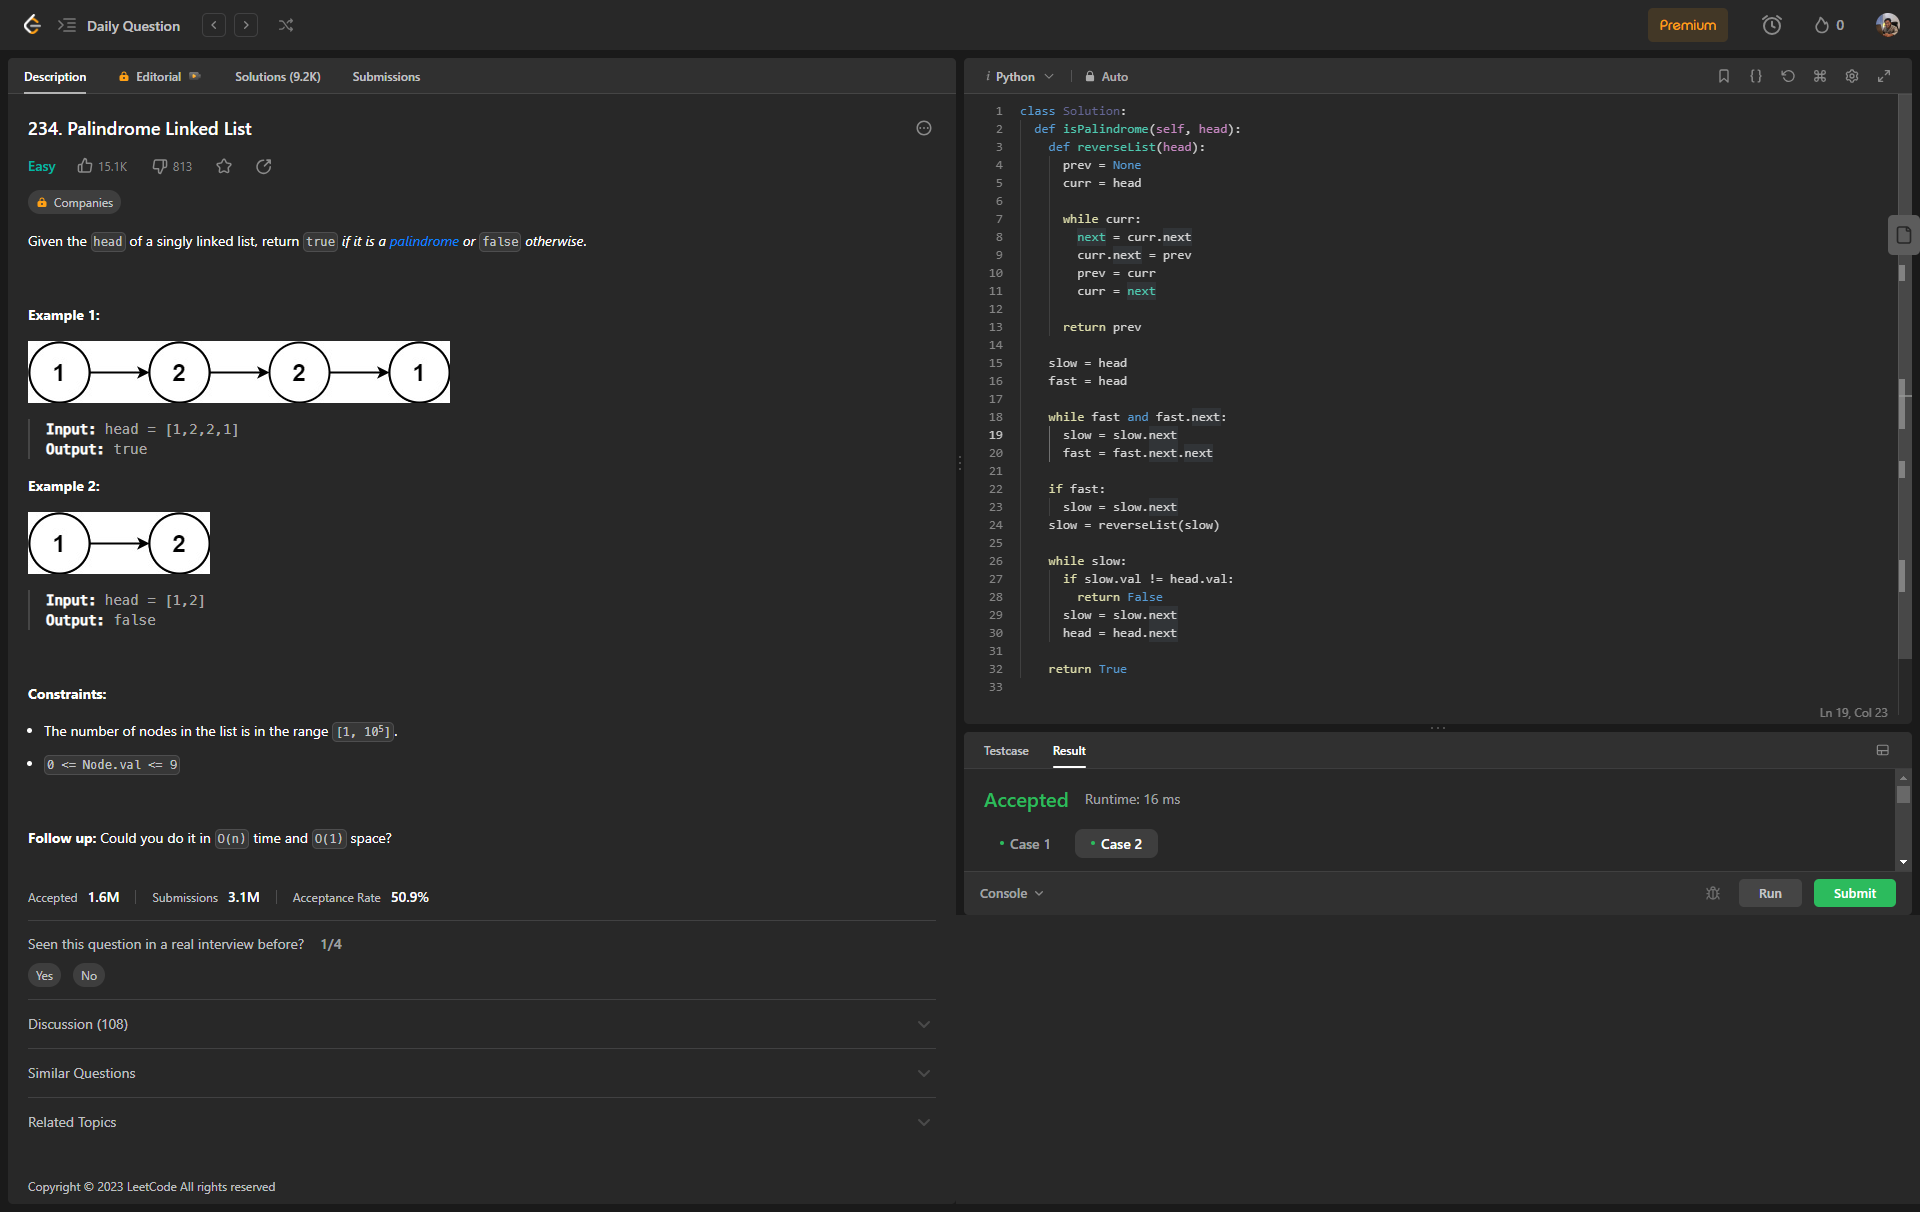 Daily Question
Premium
0
Description
Editorial
Solutions (9.2K)
Submissions
234. Palindrome Linked List
Easy
15.1K
813
Companies
Given the head of a singly linked list, return true if it is a palindrome or false otherwise.
Example 1:
1 2 2 1
Input: head = [1,2,2,1]
Output: true
Example 2:
1 2
Input: head = [1,2]
Output: false
Constraints:
The number of nodes in the list is in the range [1, 10⁵].
0 <= Node.val <= 9
Follow up: Could you do it in O(n) time and O(1) space?
Accepted 1.6M Submissions 3.1M Acceptance Rate 50.9%
Seen this question in a real interview before? 1/4
Yes No
Discussion (108)
Similar Questions
Related Topics
Copyright © 2023 LeetCode All rights reserved
i Python Auto
1 class Solution:
2 def isPalindrome(self, head):
3 def reverseList(head):
4 prev = None
5 curr = head
6
7 while curr:
8 next = curr.next
9 curr.next = prev
10 prev = curr
11 curr = next
12
13 return prev
14
15 slow = head
16 fast = head
17
18 while fast and fast.next:
19 slow = slow.next
20 fast = fast.next.next
21
22 if fast:
23 slow = slow.next
24 slow = reverseList(slow)
25
26 while slow:
27 if slow.val != head.val:
28 return False
29 slow = slow.next
30 head = head.next
31
32 return True
33
Ln 19, Col 23
Testcase Result
Accepted Runtime: 16 ms
Case 1 Case 2
Console
Run
Submit